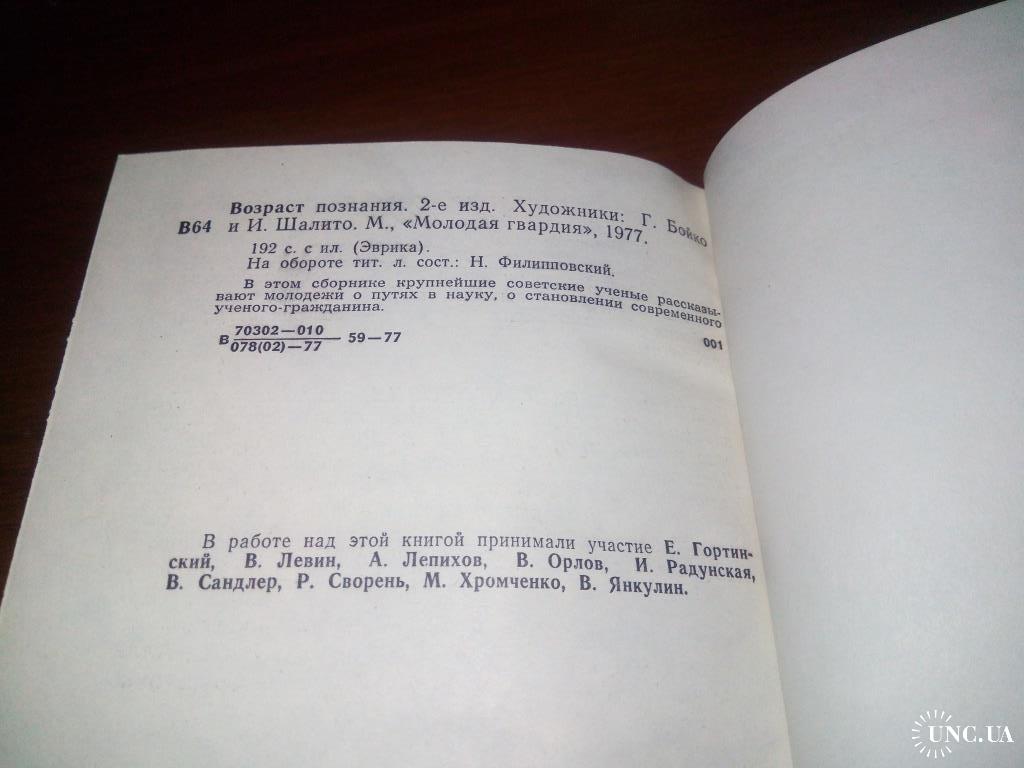 Возраст познания. 2-е изд. Художники: Г. Бойко
В64 и И. Шалито. М., «Молодая гвардия», 1977.
192 с. с ил. (Эврика).
На обороте тит. л. сост.: Н. Филипповский.
В этом сборнике крупнейшие советские ученые рассказы-
вают молодежи о путях в науку, о становлении современного
ученого-гражданина.
70302—010
В 59—77
078(02)—77
001
В работе над этой книгой принимали участие Е. Гортин-
ский, В. Левин, А. Лепихов, В. Орлов, И. Радунская,
В. Сандлер, Р. Сворень, М. Хромченко, В. Янкулин.
UNC.UA